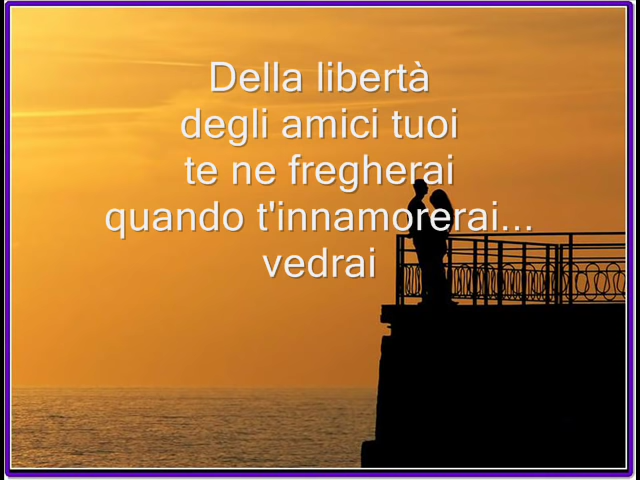 Della libertà
degli amici tuoi
te ne fregherai
quando t'innamorerai...
vedrai